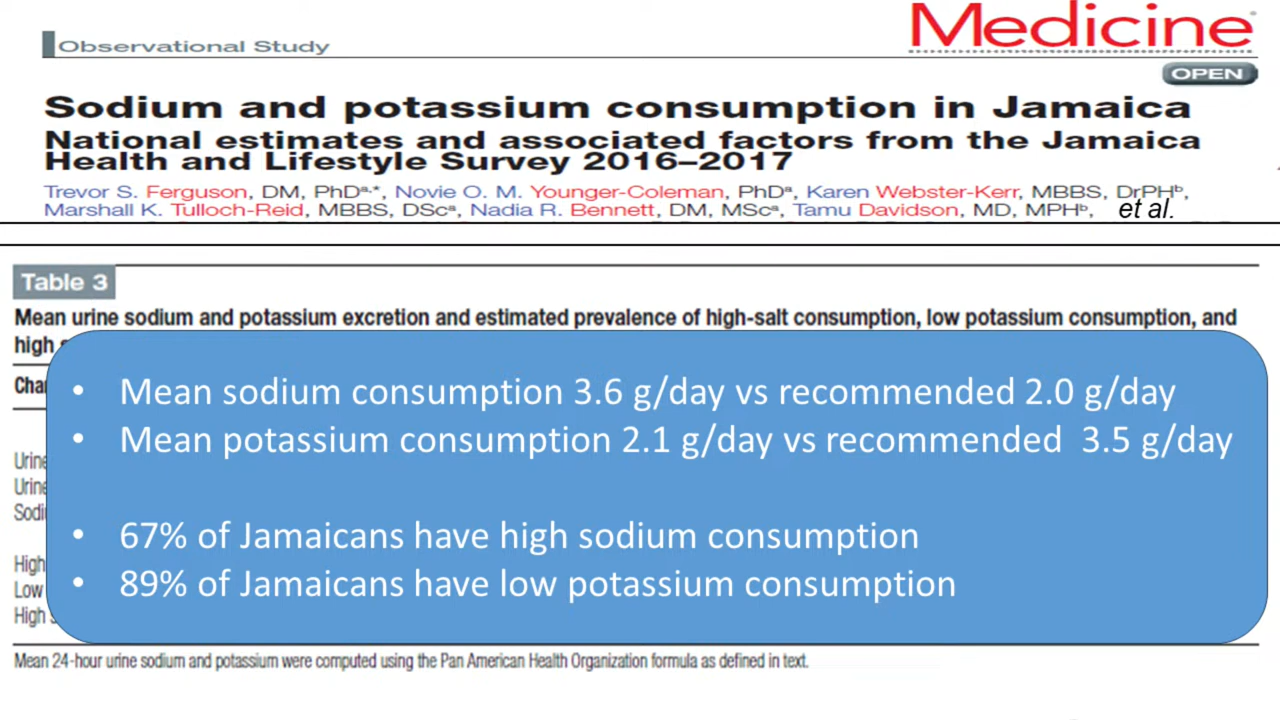 Medicine
Observational Study
OPEN
Sodium and potassium consumption in Jamaica
National estimates and associated factors from the Jamaica
Health and Lifestyle Survey 2016–2017
Trevor S. Ferguson, DM, PhDᵃ,*, Novie O. M. Younger-Coleman, PhDᵃ, Karen Webster-Kerr, MBBS, DrPHᵇ,
Marshall K. Tulloch-Reid, MBBS, DScᵃ, Nadia R. Bennett, DM, MScᵃ, Tamu Davidson, MD, MPHᵇ, et al.
Table 3
Mean urine sodium and potassium excretion and estimated prevalence of high-salt consumption, low potassium consumption, and
high
• Mean sodium consumption 3.6 g/day vs recommended 2.0 g/day
• Mean potassium consumption 2.1 g/day vs recommended 3.5 g/day
• 67% of Jamaicans have high sodium consumption
• 89% of Jamaicans have low potassium consumption
High
Low
High
Mean 24-hour urine sodium and potassium were computed using the Pan American Health Organization formula as defined in text.